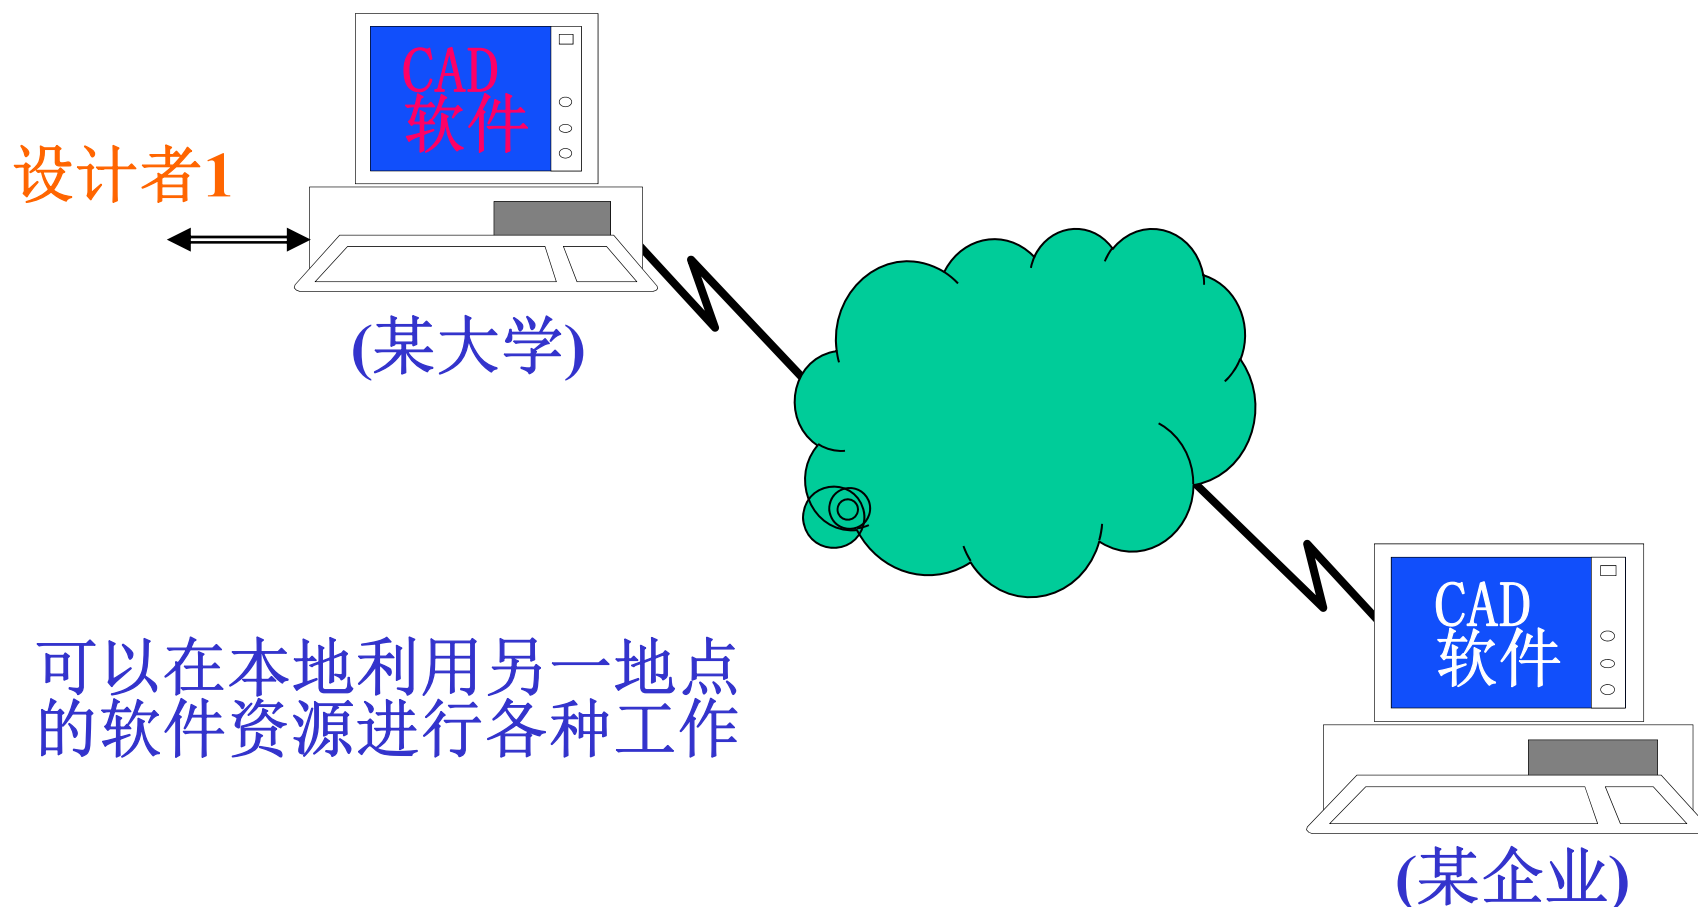 CAD
软件
设计者1
(某大学)
CAD
软件
可以在本地利用另一地点
的软件资源进行各种工作
(某企业)